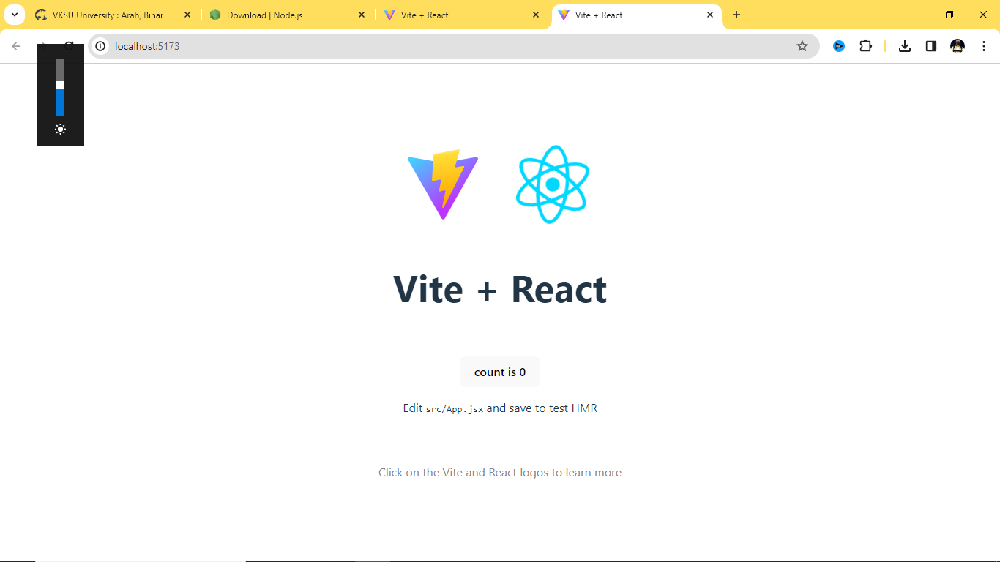 VKSU University : Arah, Bihar
Download | Node.js
Vite + React
Vite + React
localhost:5173
Vite + React
count is 0
Edit src/App.jsx and save to test HMR
Click on the Vite and React logos to learn more